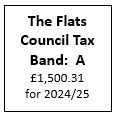 The Flats
Council Tax
Band:  A
£1,500.31
for 2024/25